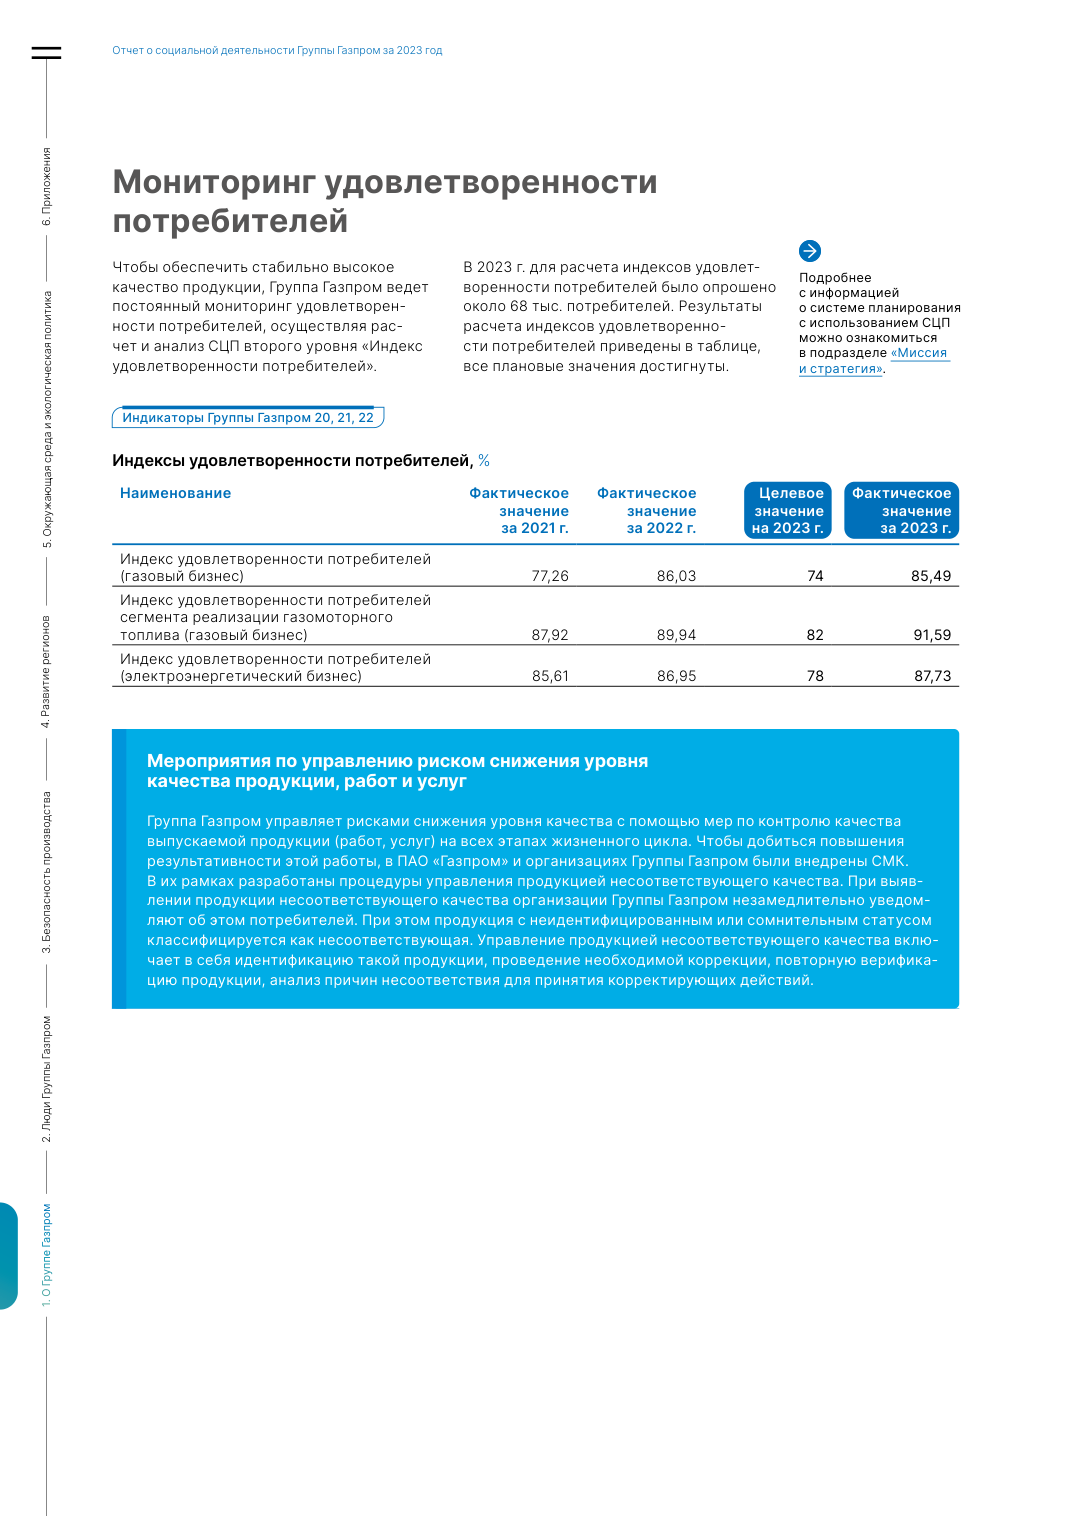 Отчет о социальной деятельности Группы Газпром за 2023 год
6. Приложения
5. Окружающая среда и экологическая политика
4. Развитие регионов
3. Безопасность производства
2. Люди Группы Газпром
1. О Группе Газпром
Мониторинг удовлетворенности
потребителей
Чтобы обеспечить стабильно высокое
качество продукции, Группа Газпром ведет
постоянный мониторинг удовлетворен-
ности потребителей, осуществляя рас-
чет и анализ СЦП второго уровня «Индекс
удовлетворенности потребителей».
В 2023 г. для расчета индексов удовлет-
воренности потребителей было опрошено
около 68 тыс. потребителей. Результаты
расчета индексов удовлетворенно-
сти потребителей приведены в таблице,
все плановые значения достигнуты.
Подробнее
с информацией
о системе планирования
с использованием СЦП
можно ознакомиться
в подразделе «Миссия
и стратегия».
Индикаторы Группы Газпром 20, 21, 22
Индексы удовлетворенности потребителей, %
Наименование Фактическое значение за 2021 г. Фактическое значение за 2022 г. Целевое значение на 2023 г. Фактическое значение за 2023 г.
Индекс удовлетворенности потребителей
(газовый бизнес) 77,26 86,03 74 85,49
Индекс удовлетворенности потребителей
сегмента реализации газомоторного
топлива (газовый бизнес) 87,92 89,94 82 91,59
Индекс удовлетворенности потребителей
(электроэнергетический бизнес) 85,61 86,95 78 87,73
Мероприятия по управлению риском снижения уровня
качества продукции, работ и услуг
Группа Газпром управляет рисками снижения уровня качества с помощью мер по контролю качества
выпускаемой продукции (работ, услуг) на всех этапах жизненного цикла. Чтобы добиться повышения
результативности этой работы, в ПАО «Газпром» и организациях Группы Газпром были внедрены СМК.
В их рамках разработаны процедуры управления продукцией несоответствующего качества. При выяв-
лении продукции несоответствующего качества организации Группы Газпром незамедлительно уведом-
ляют об этом потребителей. При этом продукция с неидентифицированным или сомнительным статусом
классифицируется как несоответствующая. Управление продукцией несоответствующего качества вклю-
чает в себя идентификацию такой продукции, проведение необходимой коррекции, повторную верифика-
цию продукции, анализ причин несоответствия для принятия корректирующих действий.